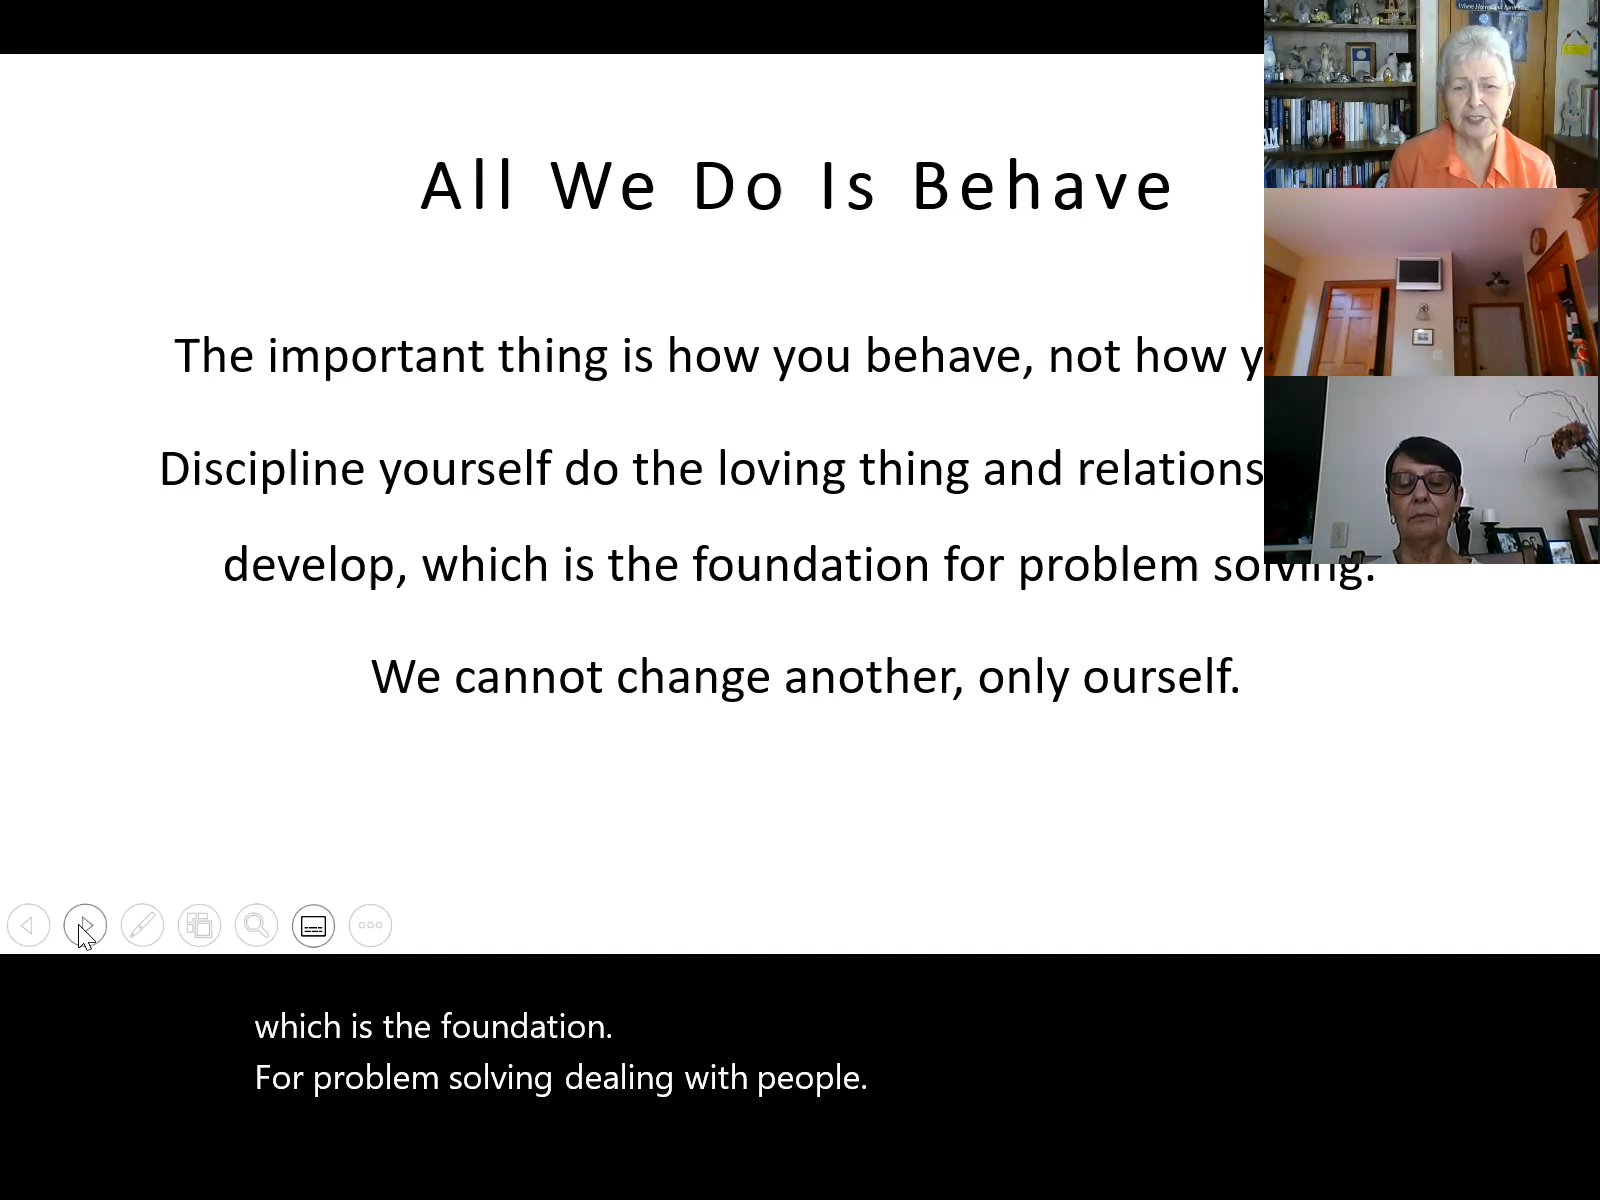 All We Do Is Behave
The important thing is how you behave, not how y
Discipline yourself do the loving thing and relations
develop, which is the foundation for problem solving.
We cannot change another, only ourself.
which is the foundation.
For problem solving dealing with people.